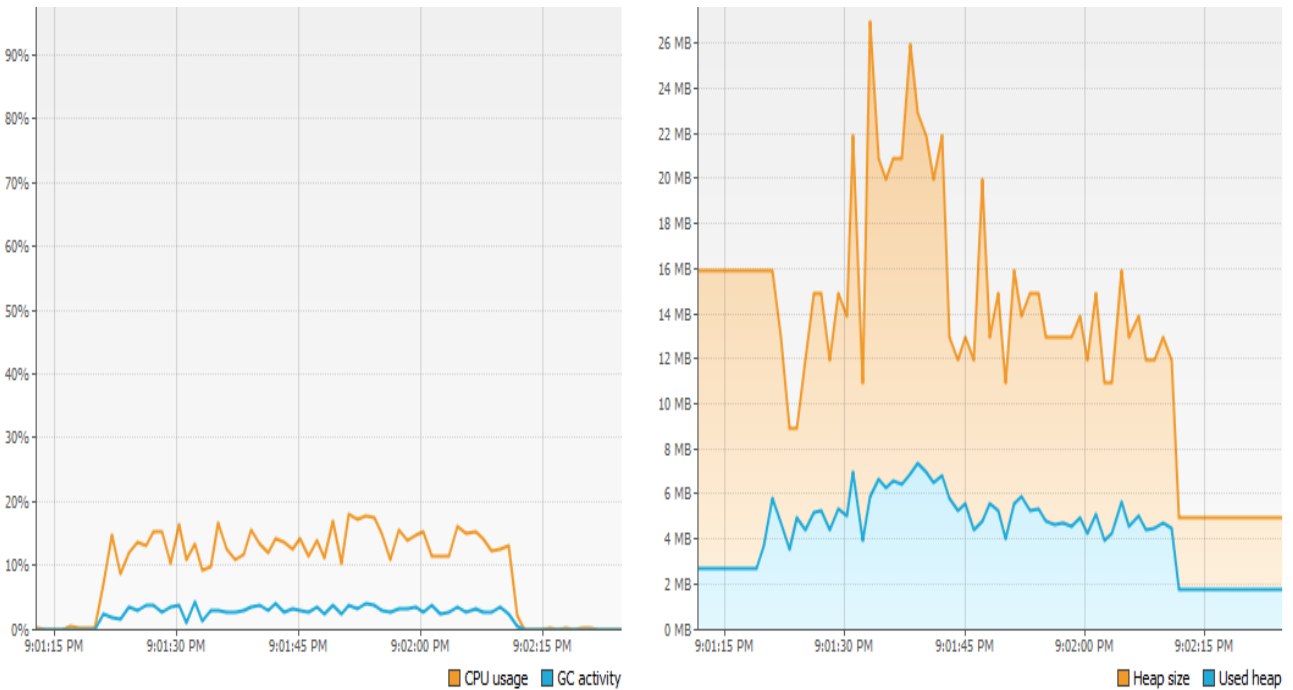 90%
80%
70%
60%
50%
40%
30%
20%
10%
0%
9:01:15 PM 9:01:30 PM 9:01:45 PM 9:02:00 PM 9:02:15 PM
CPU usage GC activity
26 MB
24 MB
22 MB
20 MB
18 MB
16 MB
14 MB
12 MB
10 MB
8 MB
6 MB
4 MB
2 MB
0 MB
9:01:15 PM 9:01:30 PM 9:01:45 PM 9:02:00 PM 9:02:15 PM
Heap size Used heap